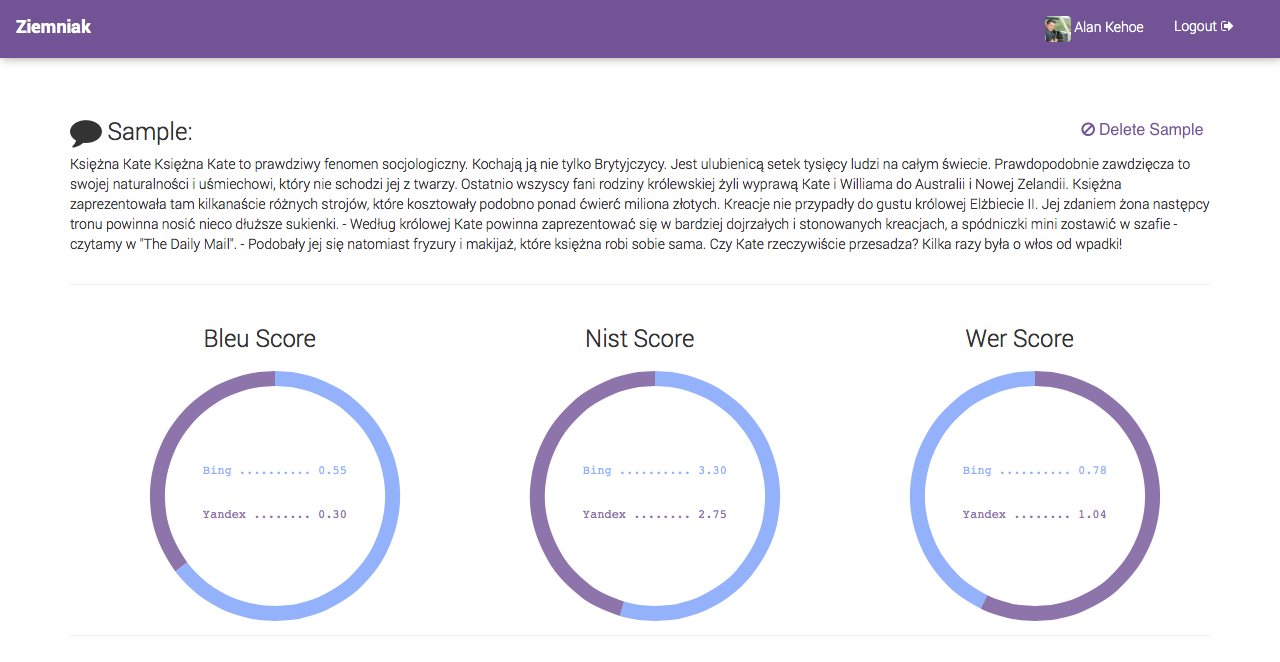 Ziemniak
Alan Kehoe
Logout
Sample:
Delete Sample
Księżna Kate Księżna Kate to prawdziwy fenomen socjologiczny. Kochają ją nie tylko Brytyjczycy. Jest ulubienicą setek tysięcy ludzi na całym świecie. Prawdopodobnie zawdzięcza to
swojej naturalności i uśmiechowi, który nie schodzi jej z twarzy. Ostatnio wszyscy fani rodziny królewskiej żyli wyprawą Kate i Williama do Australii i Nowej Zelandii. Księżna
zaprezentowała tam kilkanaście różnych strojów, które kosztowały podobno ponad ćwierć miliona złotych. Kreacje nie przypadły do gustu królowej Elżbiecie II. Jej zdaniem żona następcy
tronu powinna nosić nieco dłuższe sukienki. - Według królowej Kate powinna zaprezentować się w bardziej dojrzałych i stonowanych kreacjach, a spódniczki mini zostawić w szafie -
czytamy w "The Daily Mail". - Podobały jej się natomiast fryzury i makijaż, które księżna robi sobie sama. Czy Kate rzeczywiście przesadza? Kilka razy była o włos od wpadki!
Bleu Score
Bing .......... 0.55
Yandex ........ 0.30
Nist Score
Bing .......... 3.30
Yandex ........ 2.75
Wer Score
Bing .......... 0.78
Yandex ........ 1.04